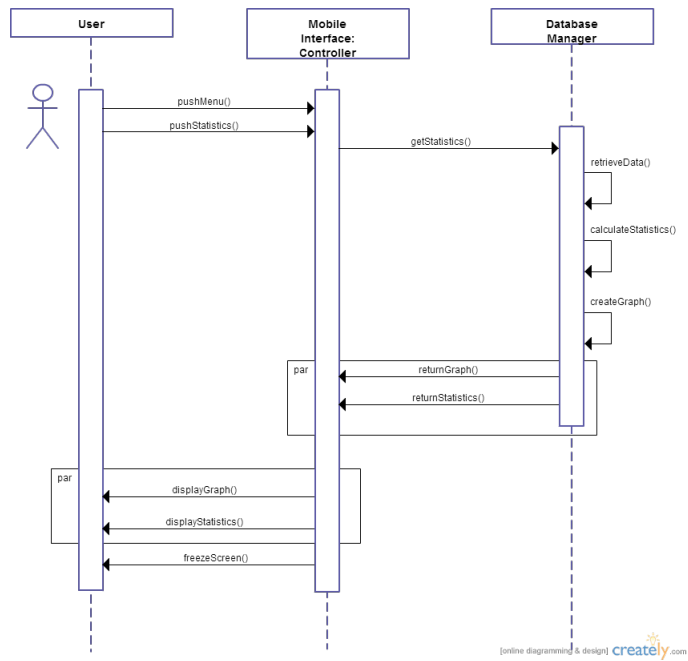 User
Mobile
Interface:
Controller
Database
Manager
pushMenu()
pushStatistics()
getStatistics()
retrieveData()
calculateStatistics()
createGraph()
par
returnGraph()
returnStatistics()
par
displayGraph()
displayStatistics()
freezeScreen()
[online diagramming & design] creately.com